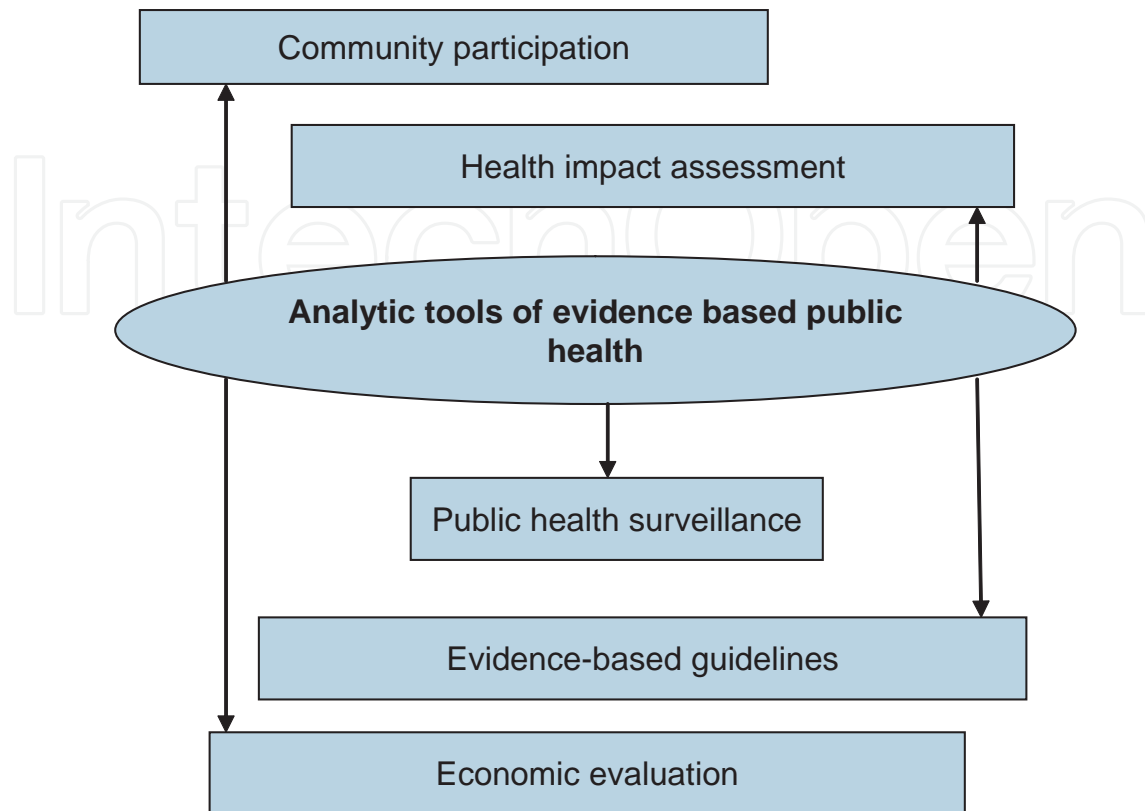 Community participation
Health impact assessment
IntechOpen
Analytic tools of evidence based public
health
Public health surveillance
Evidence-based guidelines
Economic evaluation